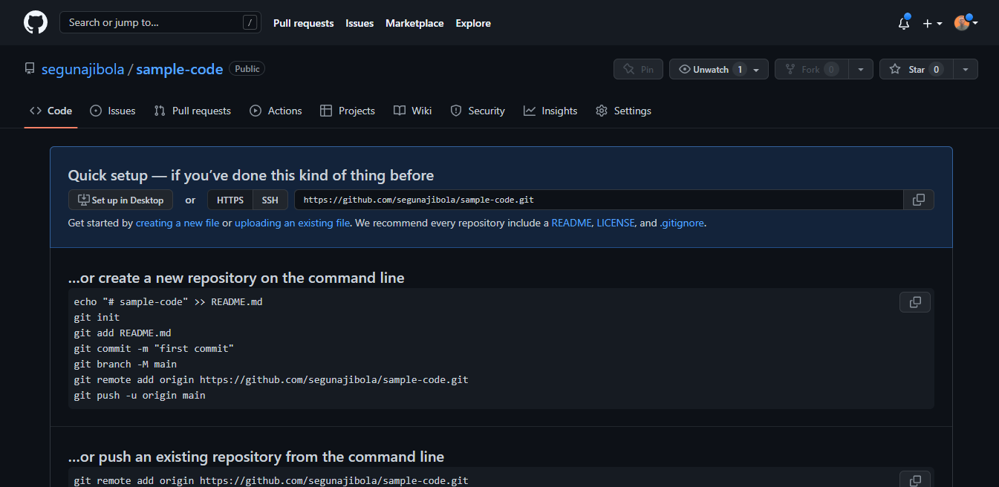 Search or jump to... /
Pull requests Issues Marketplace Explore
segunajibola / sample-code Public
Pin Unwatch 1 Fork 0 Star 0
Code Issues Pull requests Actions Projects Wiki Security Insights Settings
Quick setup — if you’ve done this kind of thing before
Set up in Desktop or HTTPS SSH https://github.com/segunajibola/sample-code.git
Get started by creating a new file or uploading an existing file. We recommend every repository include a README, LICENSE, and .gitignore.
…or create a new repository on the command line
echo "# sample-code" >> README.md
git init
git add README.md
git commit -m "first commit"
git branch -M main
git remote add origin https://github.com/segunajibola/sample-code.git
git push -u origin main
…or push an existing repository from the command line
git remote add origin https://github.com/segunajibola/sample-code.git